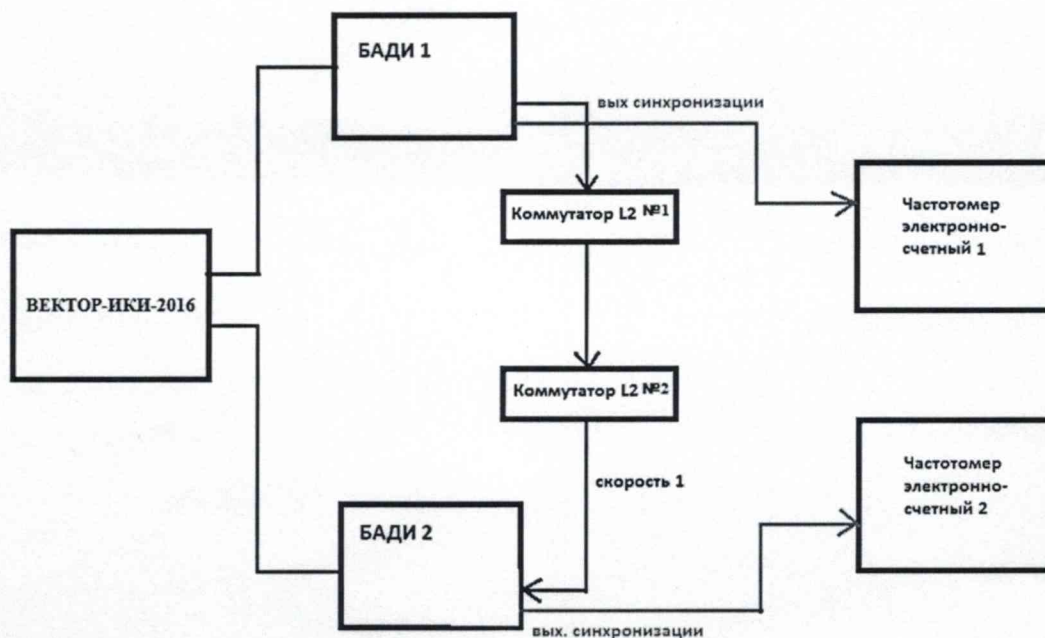 БАДИ 1
вых синхронизации
Коммутатор L2 №1
Частотомер
электронно-
счетный 1
ВЕКТОР-ИКИ-2016
Коммутатор L2 №2
скорость 1
Частотомер
электронно-
счетный 2
БАДИ 2
вых. синхронизации